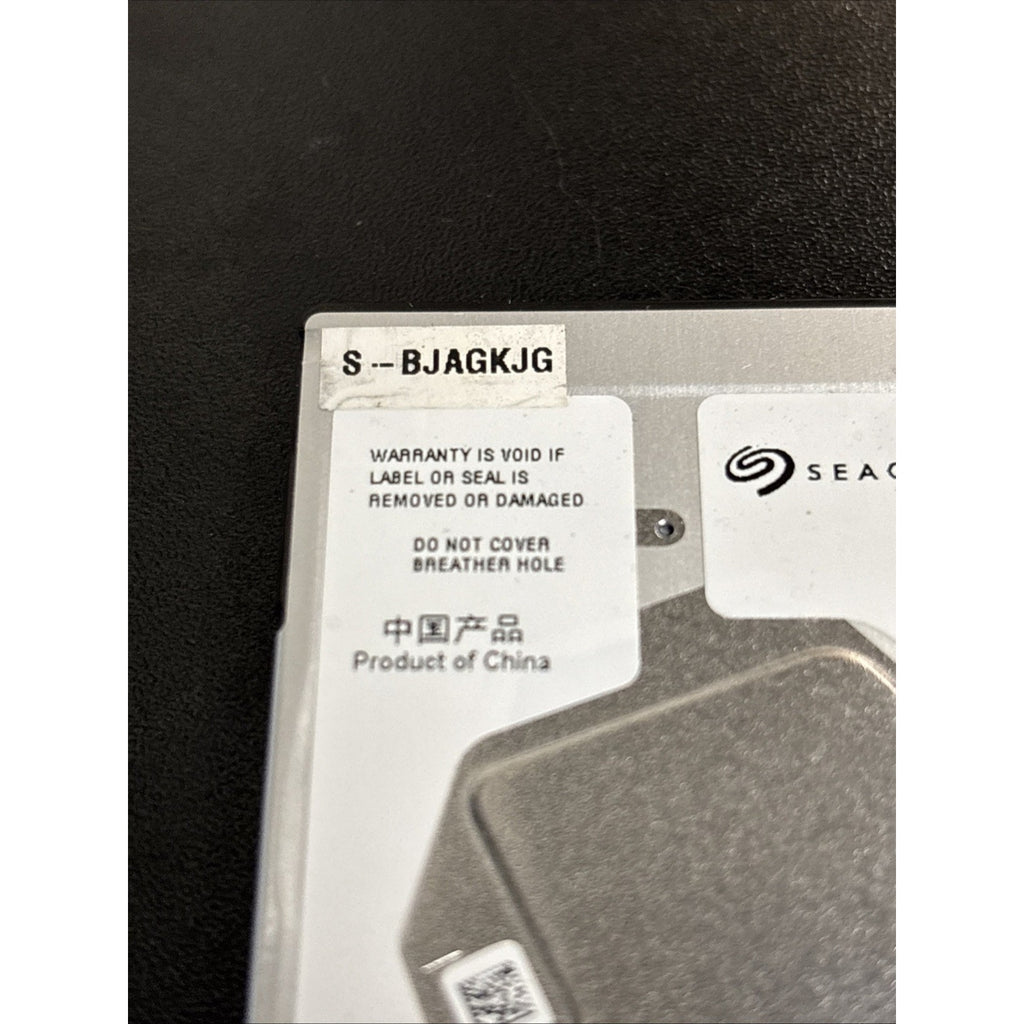 S--BJAGKJG
WARRANTY IS VOID IF
LABEL OR SEAL IS
REMOVED OR DAMAGED
DO NOT COVER
BREATHER HOLE
中国产品
Product of China
SEAG